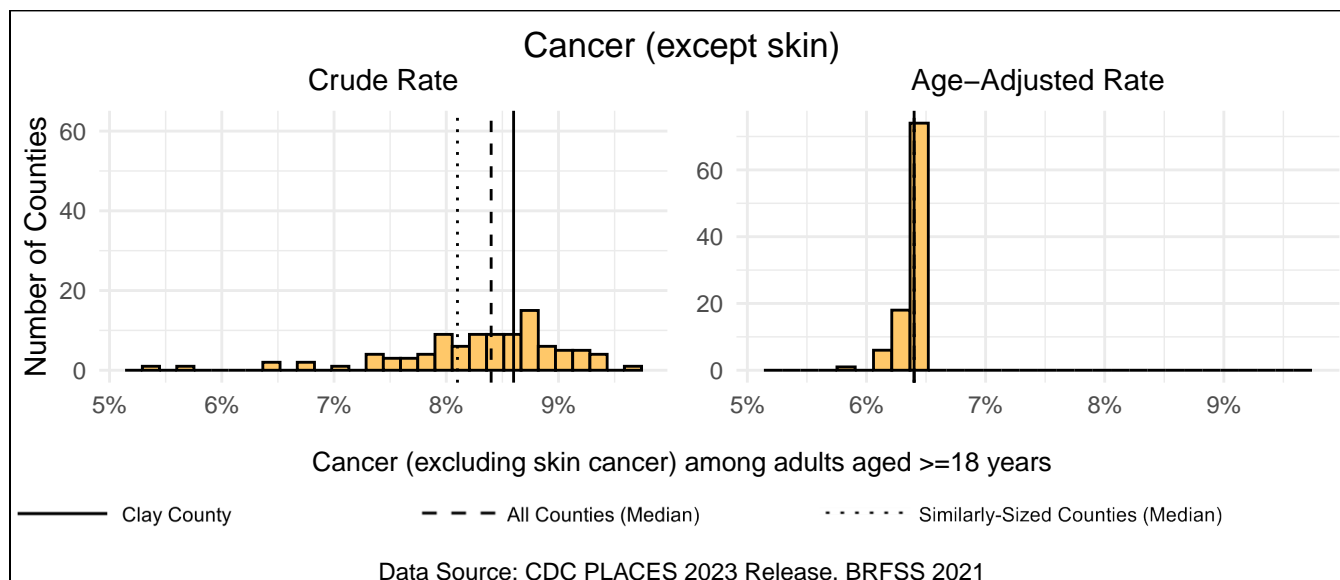 Cancer (except skin)
Crude Rate
Age−Adjusted Rate
Number of Counties
60
40
20
0
5%
6%
7%
8%
9%
60
40
20
0
5%
6%
7%
8%
9%
Cancer (excluding skin cancer) among adults aged >=18 years
Clay County
All Counties (Median)
Similarly-Sized Counties (Median)
Data Source: CDC PLACES 2023 Release, BRFSS 2021